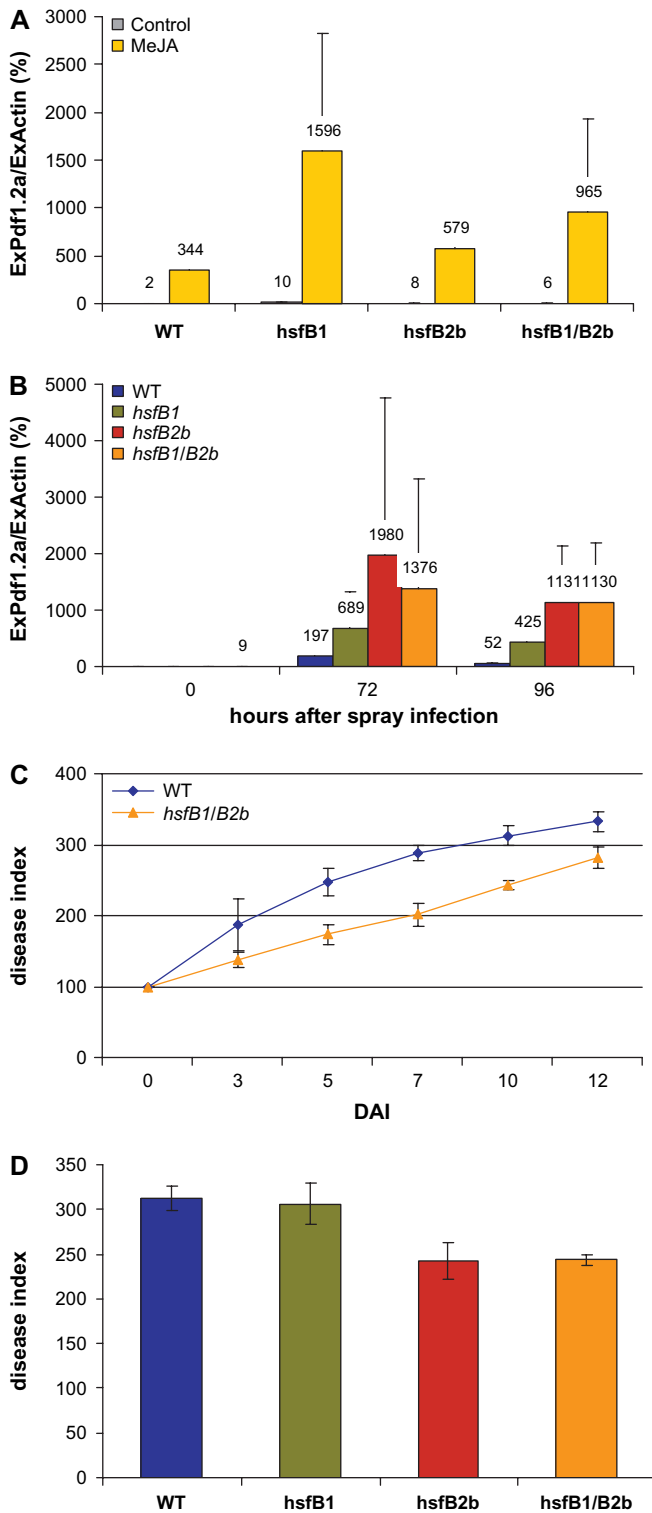 A
3000
2500
2000
1500
1000
500
0
ExPdf1.2a/ExActin (%)
Control
MeJA
2
344
10
1596
8
579
6
965
WT
hsfB1
hsfB2b
hsfB1/B2b
B
5000
4000
3000
2000
1000
0
ExPdf1.2a/ExActin (%)
WT
hsfB1
hsfB2b
hsfB1/B2b
9
197
689
1980
1376
52
425
1131
1130
0
72
96
hours after spray infection
C
400
300
200
100
0
disease index
WT
hsfB1/B2b
0
3
5
7
10
12
DAI
D
350
300
250
200
150
100
50
0
disease index
WT
hsfB1
hsfB2b
hsfB1/B2b